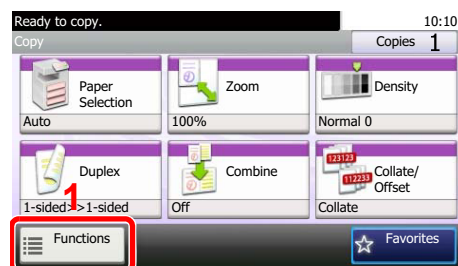 Ready to copy. 10:10
Copy Copies 1
Paper Selection
Zoom
Density
Auto
100%
Normal 0
Duplex
Combine
123123
112233
Collate/
Offset
1
1-sided>>1-sided
Off
Collate
Functions
Favorites